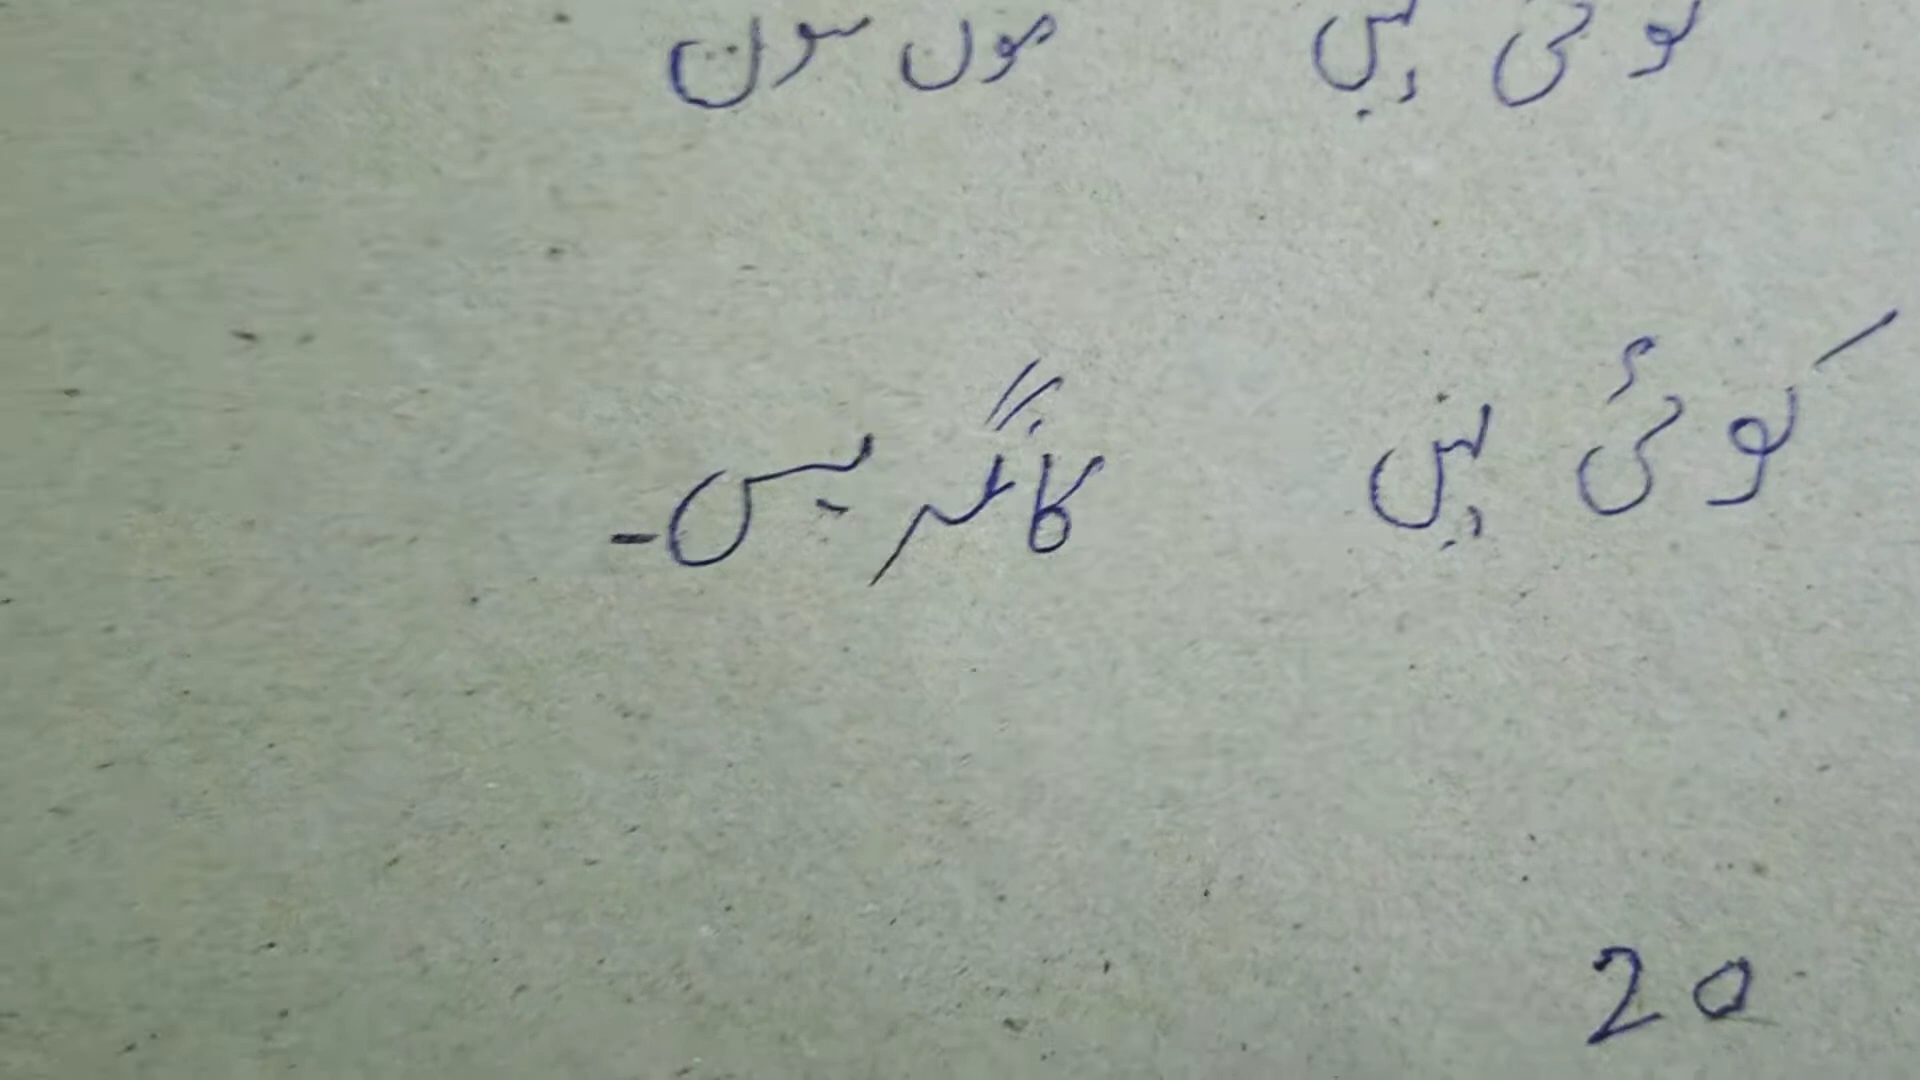 کوئی ہیں مون سون
کوئی ہیں کانگریس۔
20